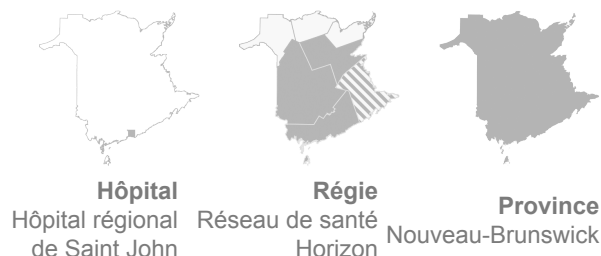 Hôpital
Hôpital régional
de Saint John
Régie
Réseau de santé
Horizon
Province
Nouveau-Brunswick